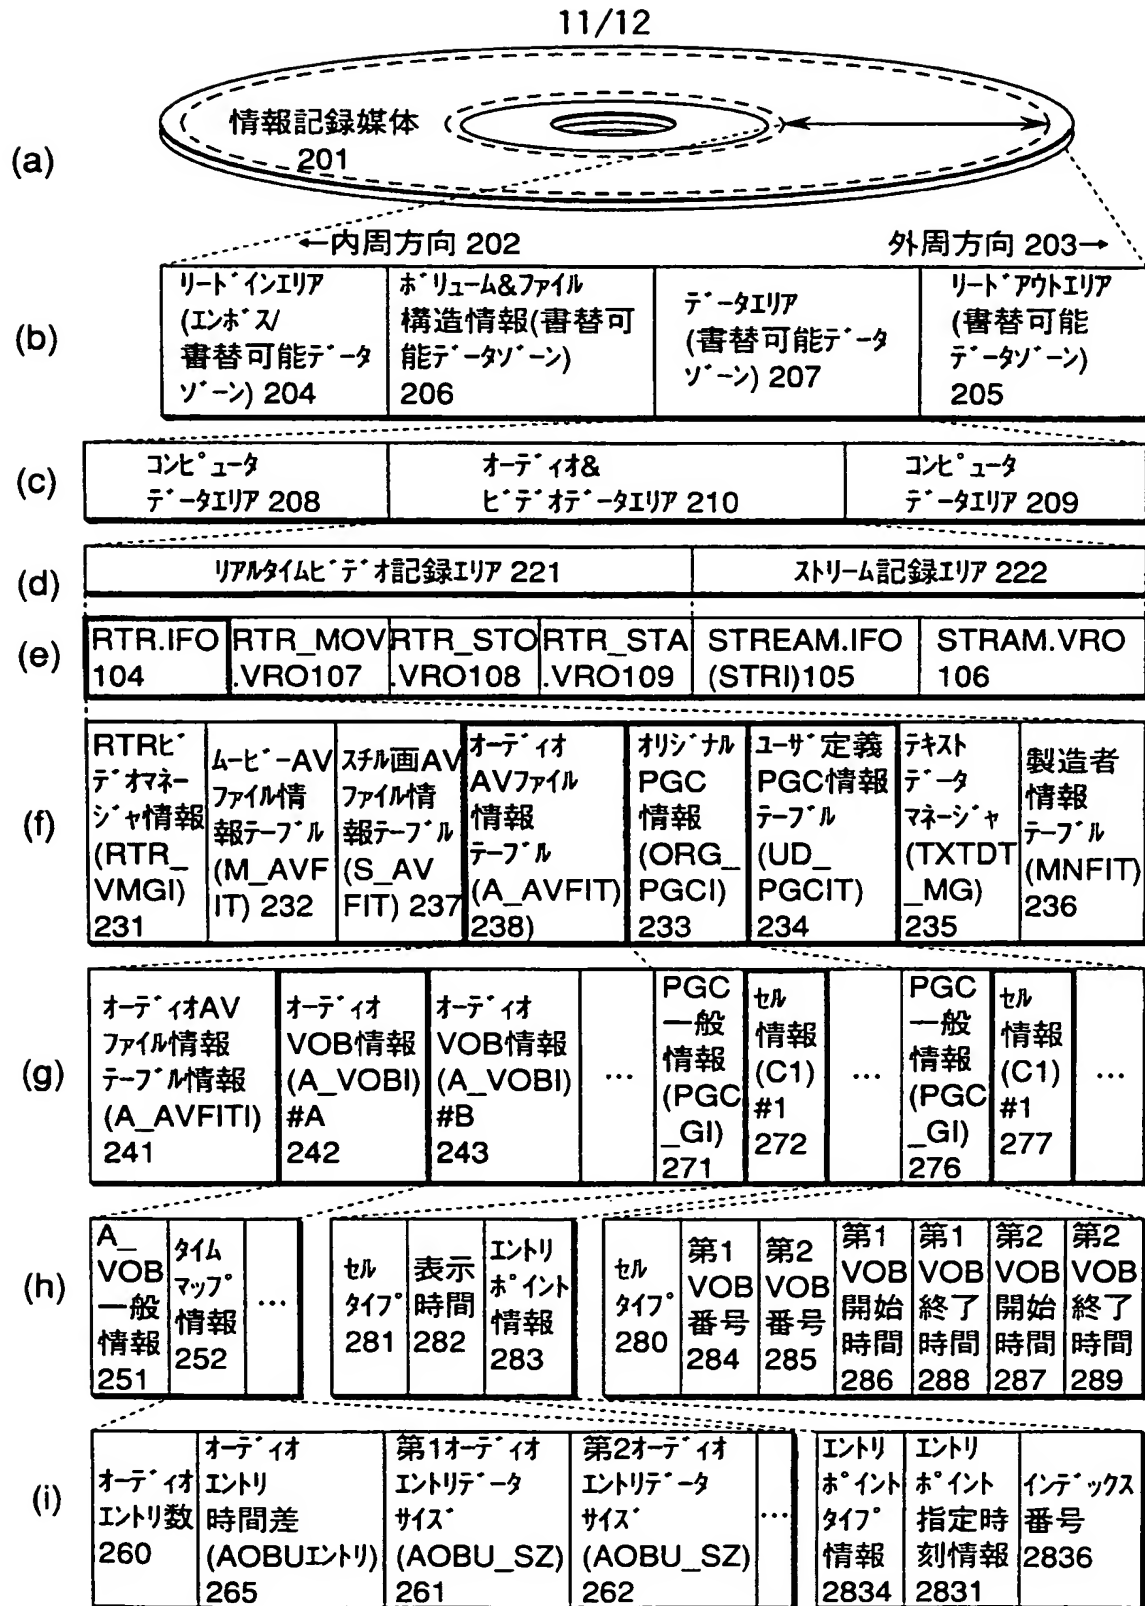 11/12
(a)
情報記録媒体
201
←内周方向 202
外周方向 203→
(b)
リードインエリア
(エンボス/
書替可能データ
ゾーン) 204
ボリューム&ファイル
構造情報(書替可
能データゾーン)
206
データエリア
(書替可能データ
ゾーン) 207
リードアウトエリア
(書替可能
データゾーン)
205
(c)
コンピュータ
データエリア 208
オーディオ&
ビデオデータエリア 210
コンピュータ
データエリア 209
(d)
リアルタイムビデオ記録エリア 221
ストリーム記録エリア 222
(e)
RTR.IFO
104
RTR_MOV
.VRO107
RTR_STO
.VRO108
RTR_STA
.VRO109
STREAM.IFO
(STRI)105
STRAM.VRO
106
(f)
RTRビ
デオマネー
ジャ情報
(RTR_
VMGI)
231
ムービーAV
ファイル情
報テーブル
(M_AVF
IT) 232
スチル画AV
ファイル情
報テーブル
(S_AV
FIT) 237
オーディオ
AVファイル
情報
テーブル
(A_AVFIT)
238)
オリジナル
PGC
情報
(ORG_
PGCI)
233
ユーザ定義
PGC情報
テーブル
(UD_
PGCIT)
234
テキスト
データ
マネージャ
(TXTDT
_MG)
235
製造者
情報
テーブル
(MNFIT)
236
(g)
オーディオAV
ファイル情報
テーブル情報
(A_AVFITI)
241
オーディオ
VOB情報
(A_VOBI)
#A
242
オーディオ
VOB情報
(A_VOBI)
#B
243
…
PGC
一般
情報
(PGC
_GI)
271
セル
情報
(C1)
#1
272
…
PGC
一般
情報
(PGC
_GI)
276
セル
情報
(C1)
#1
277
…
(h)
A_
VOB
一般
情報
251
タイム
マップ
情報
252
…
セル
タイプ
281
表示
時間
282
エントリ
ポイント
情報
283
セル
タイプ
280
第1
VOB
番号
284
第2
VOB
番号
285
第1
VOB
開始
時間
286
第1
VOB
終了
時間
288
第2
VOB
開始
時間
287
第2
VOB
終了
時間
289
(i)
オーディオ
エントリ数
260
オーディオ
エントリ
時間差
(AOBUエントリ)
265
第1オーディオ
エントリデータ
サイズ
(AOBU_SZ)
261
第2オーディオ
エントリデータ
サイズ
(AOBU_SZ)
262
…
エントリ
ポイント
タイプ
情報
2834
エントリ
ポイント
指定時
刻情報
2831
インデックス
番号
2836